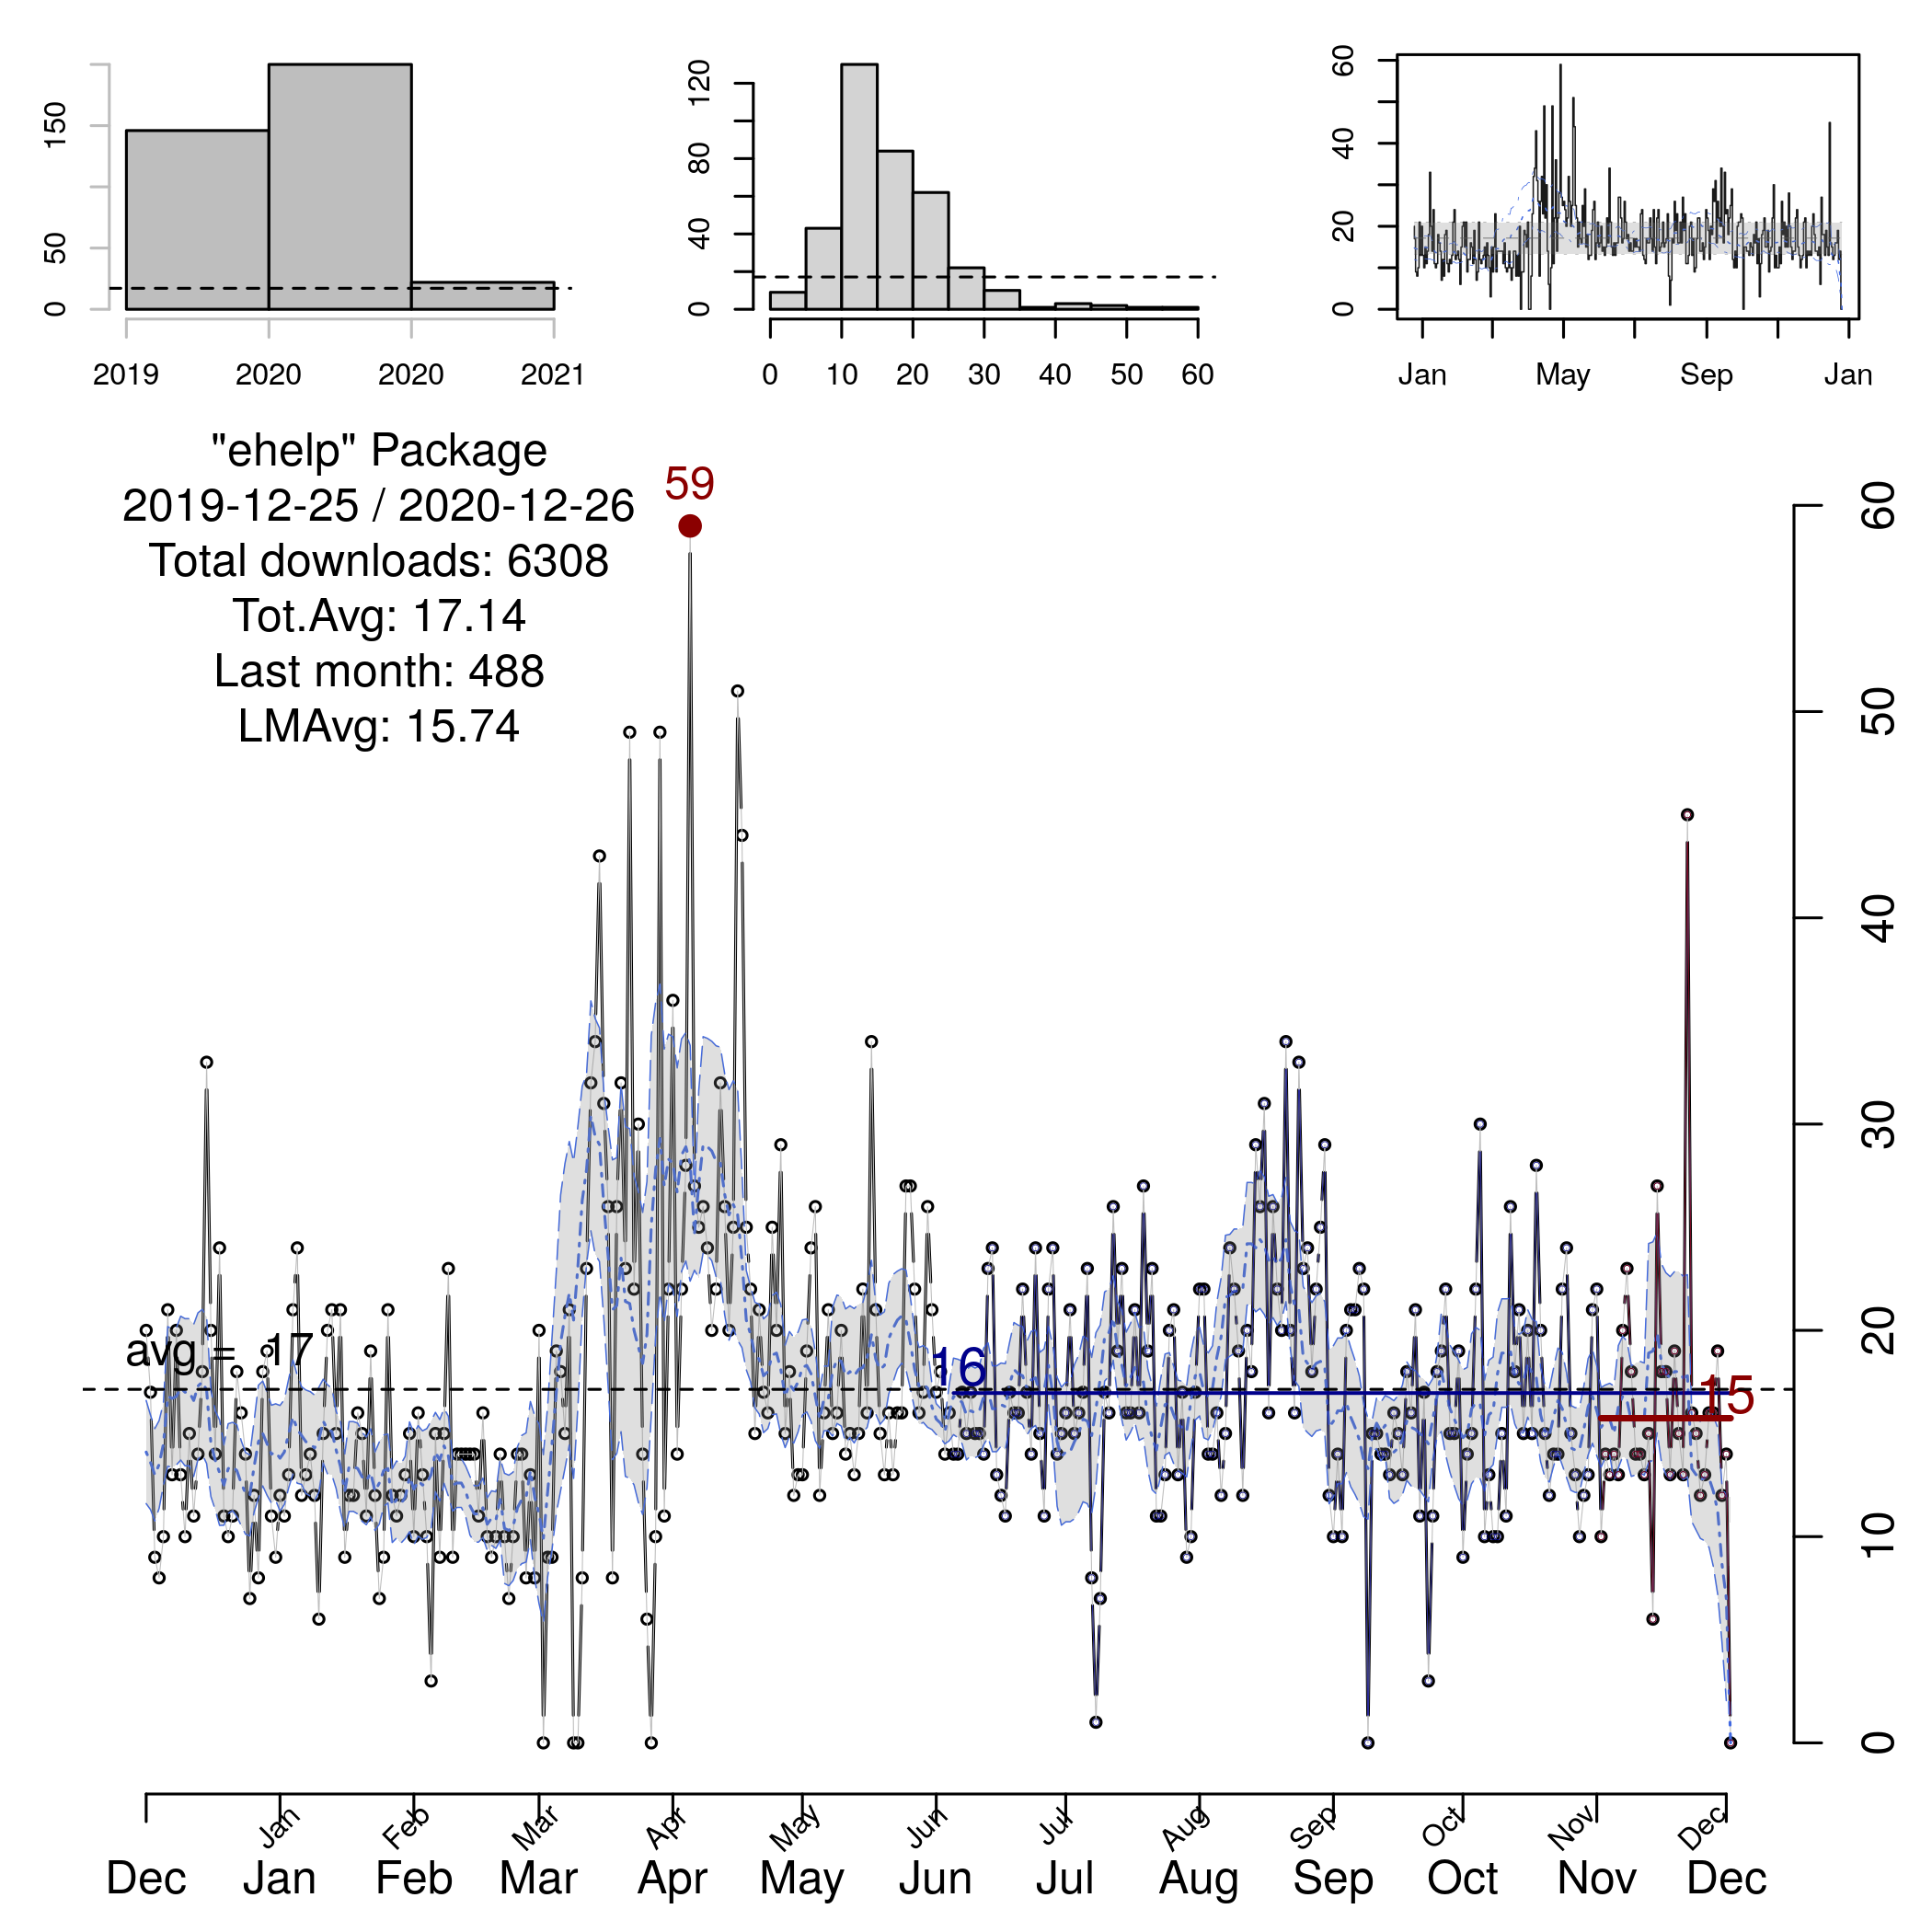 150
50
0
2019 2020 2020 2021
120
80
40
0
0 10 20 30 40 50 60
60
40
20
0
Jan May Sep Jan
"ehelp" Package
2019-12-25 / 2020-12-26
Total downloads: 6308
Tot.Avg: 17.14
Last month: 488
LMAvg: 15.74
59
avg = 17
16
15
60
50
40
30
20
10
0
Jan Feb Mar Apr May Jun Jul Aug Sep Oct Nov Dec
Dec Jan Feb Mar Apr May Jun Jul Aug Sep Oct Nov Dec